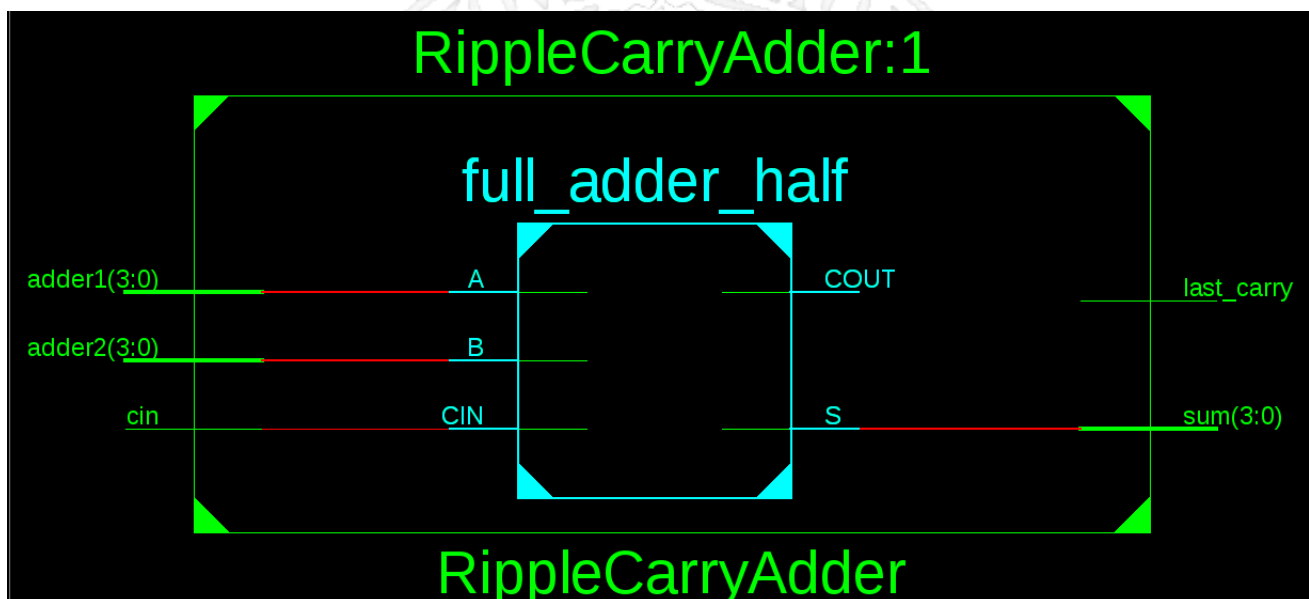 RippleCarryAdder:1
full_adder_half
adder1(3:0)
A
COUT
last_carry
adder2(3:0)
B
cin
CIN
S
sum(3:0)
RippleCarryAdder